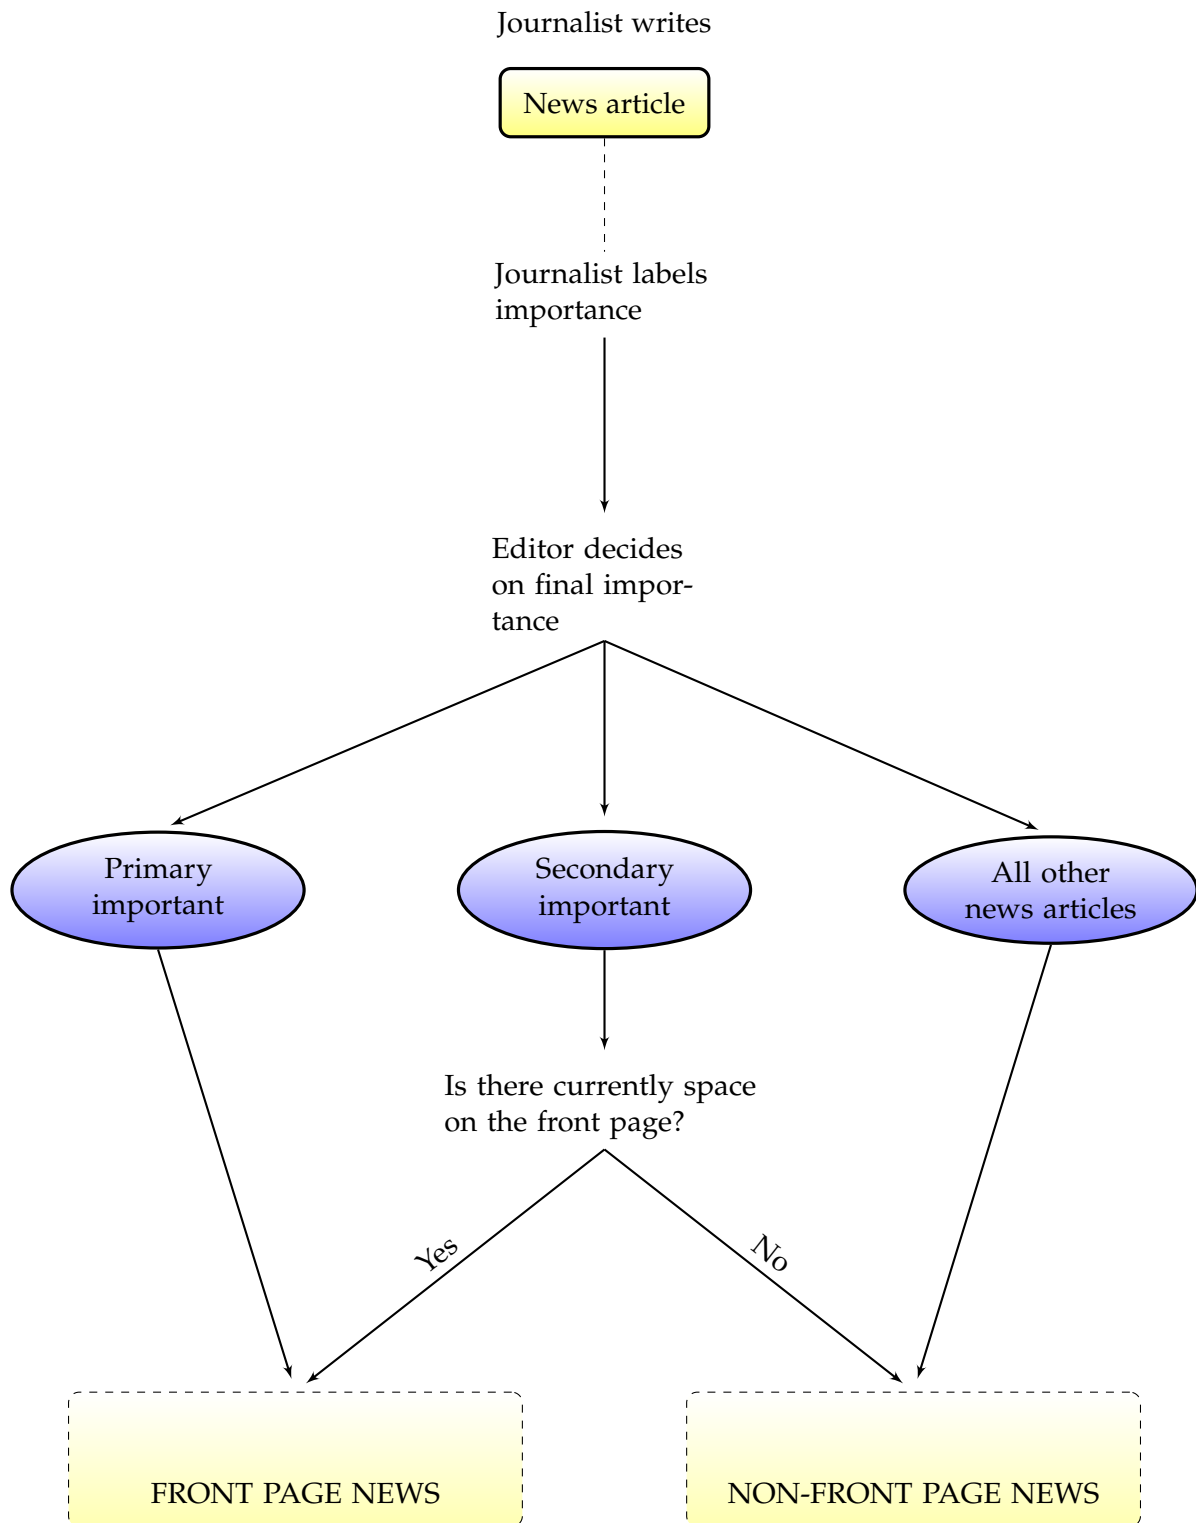 Journalist writes
News article
Journalist labels
importance
Editor decides
on final impor-
tance
Primary
important
Secondary
important
All other
news articles
Is there currently space
on the front page?
Yes
No
FRONT PAGE NEWS
NON-FRONT PAGE NEWS